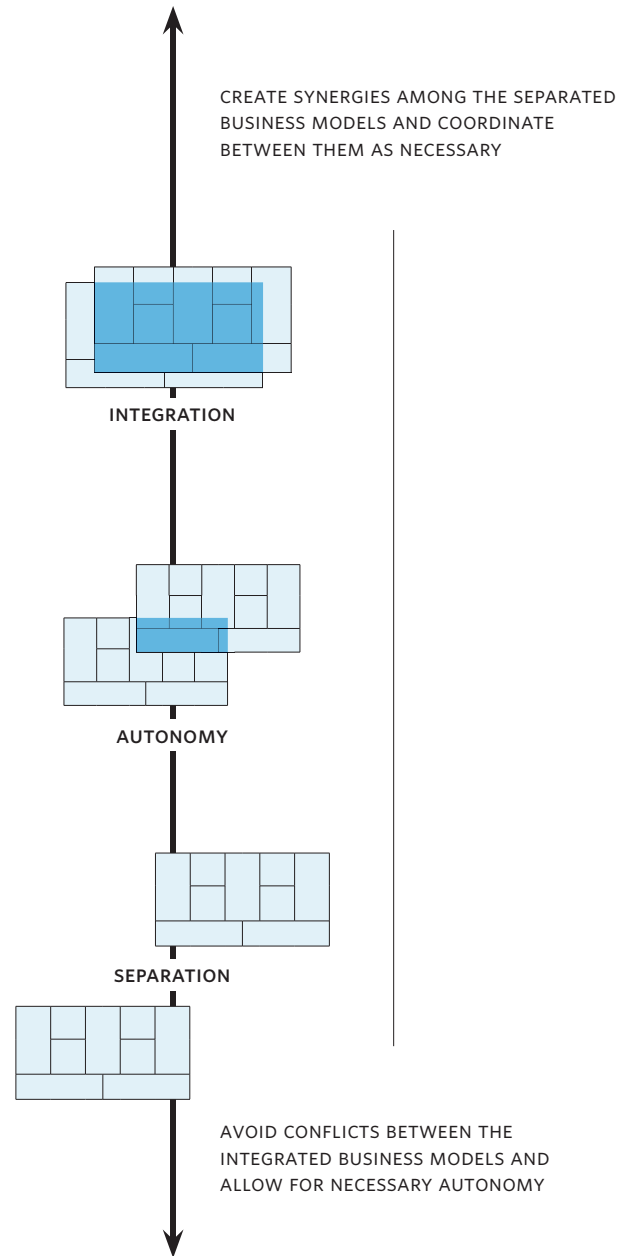 CREATE SYNERGIES AMONG THE SEPARATED
BUSINESS MODELS AND COORDINATE
BETWEEN THEM AS NECESSARY
INTEGRATION
AUTONOMY
SEPARATION
AVOID CONFLICTS BETWEEN THE
INTEGRATED BUSINESS MODELS AND
ALLOW FOR NECESSARY AUTONOMY